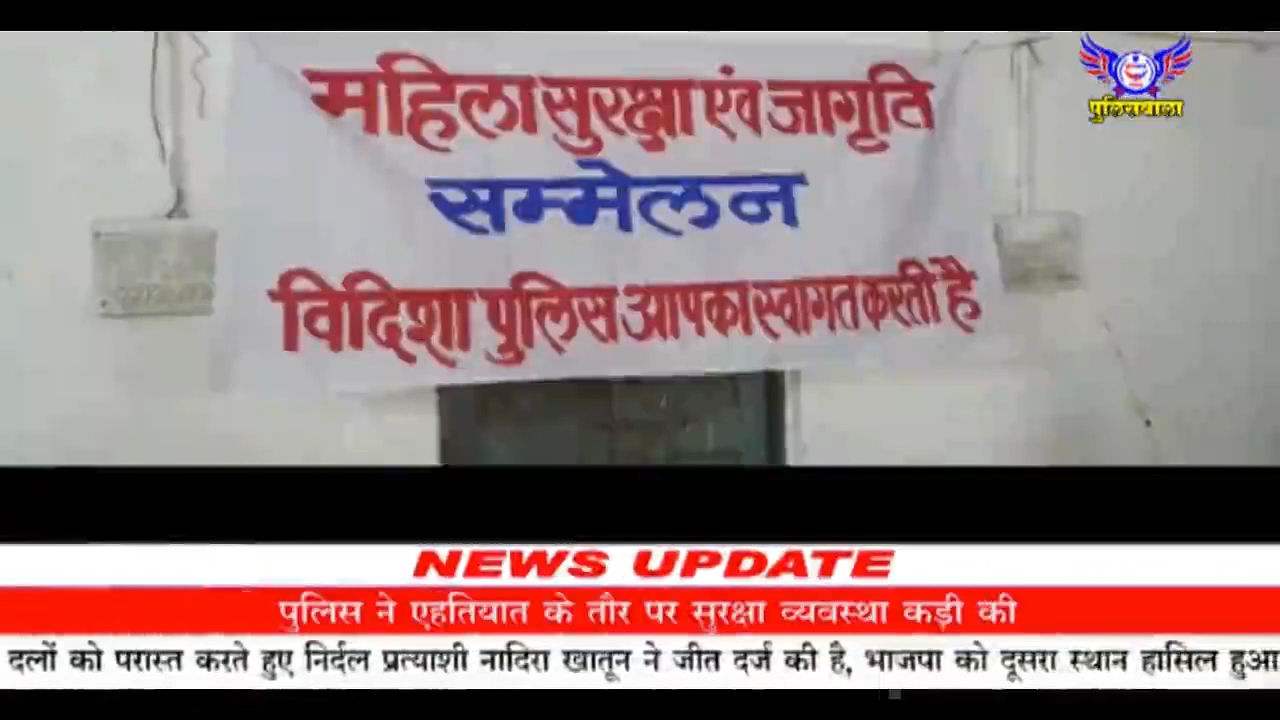 महिला सुरक्षा एंव जागृति
सम्मेलन
विदिशा पुलिस आपका स्वागत करती है
पुलिसवाला
NEWS UPDATE
पुलिस ने एहतियात के तौर पर सुरक्षा व्यवस्था कड़ी की
दलों को परास्त करते हुए निर्दल प्रत्याशी नादिरा खातून ने जीत दर्ज की है, भाजपा को दूसरा स्थान हासिल हुआ